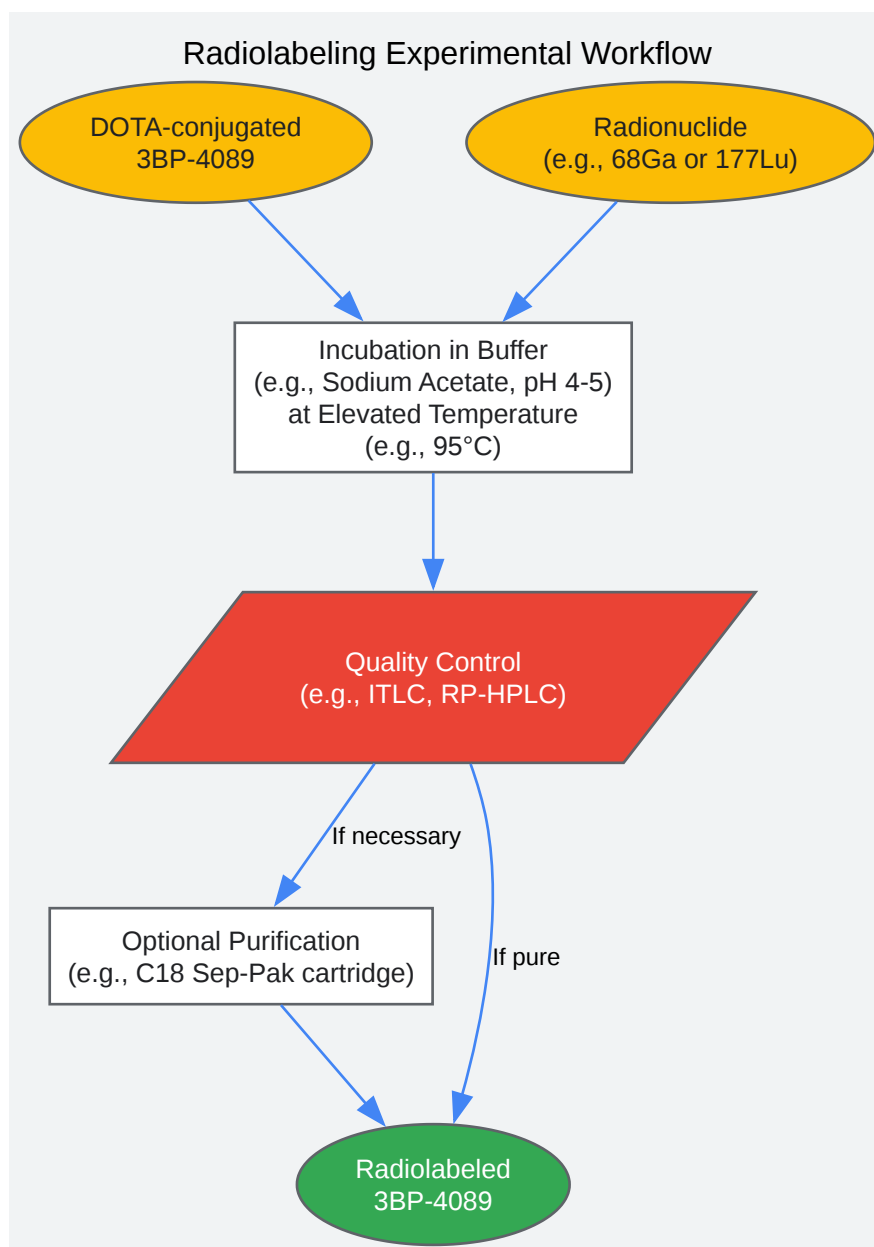 Radiolabeling Experimental Workflow
DOTA-conjugated
3BP-4089
Radionuclide
(e.g., 68Ga or 177Lu)
Incubation in Buffer
(e.g., Sodium Acetate, pH 4-5)
at Elevated Temperature
(e.g., 95°C)
Quality Control
(e.g., ITLC, RP-HPLC)
If necessary
Optional Purification
(e.g., C18 Sep-Pak cartridge)
If pure
Radiolabeled
3BP-4089